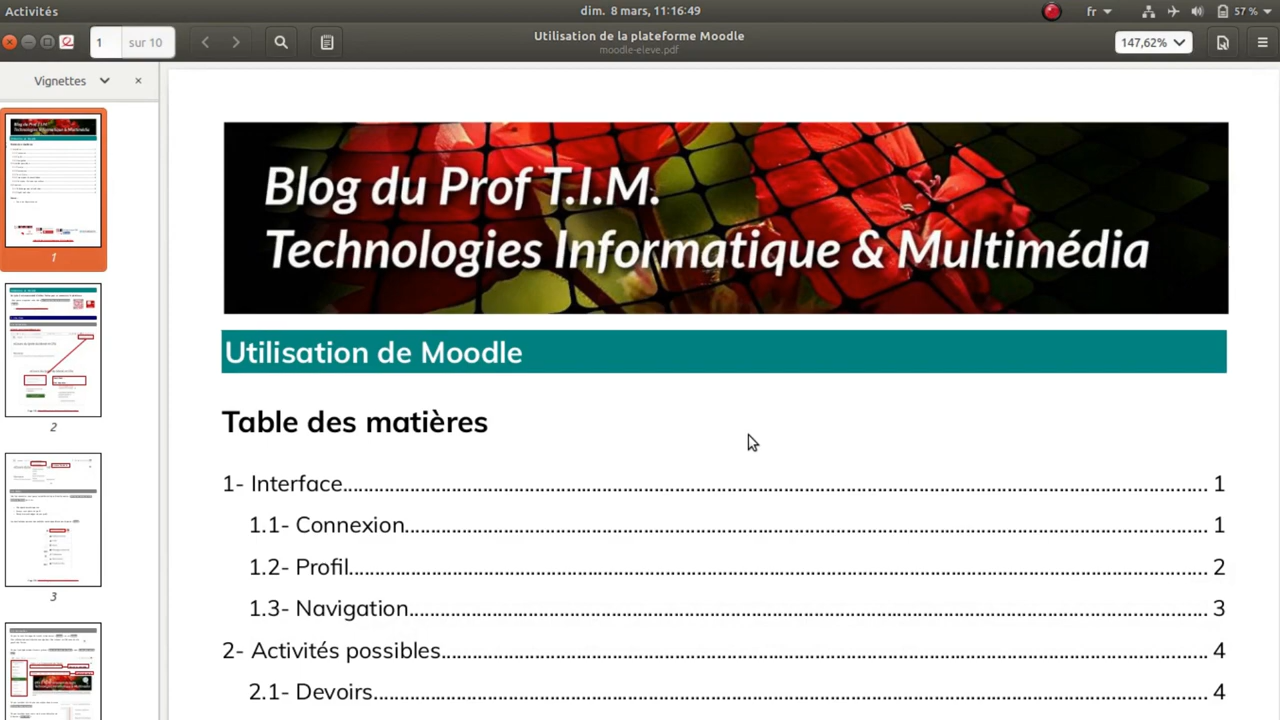 Activités
dim. 8 mars, 11:16:49
fr
57 %
1
sur 10
Utilisation de la plateforme Moodle
moodle-eleve.pdf
147,62%
Vignettes
1
2
3
Blog du Prof T.I.M.
Technologies Informatique & Multimédia
Utilisation de Moodle
Table des matières
1- Interface 1
1.1- Connexion 1
1.2- Profil 2
1.3- Navigation 3
2- Activités possibles 4
2.1- Devoirs 4